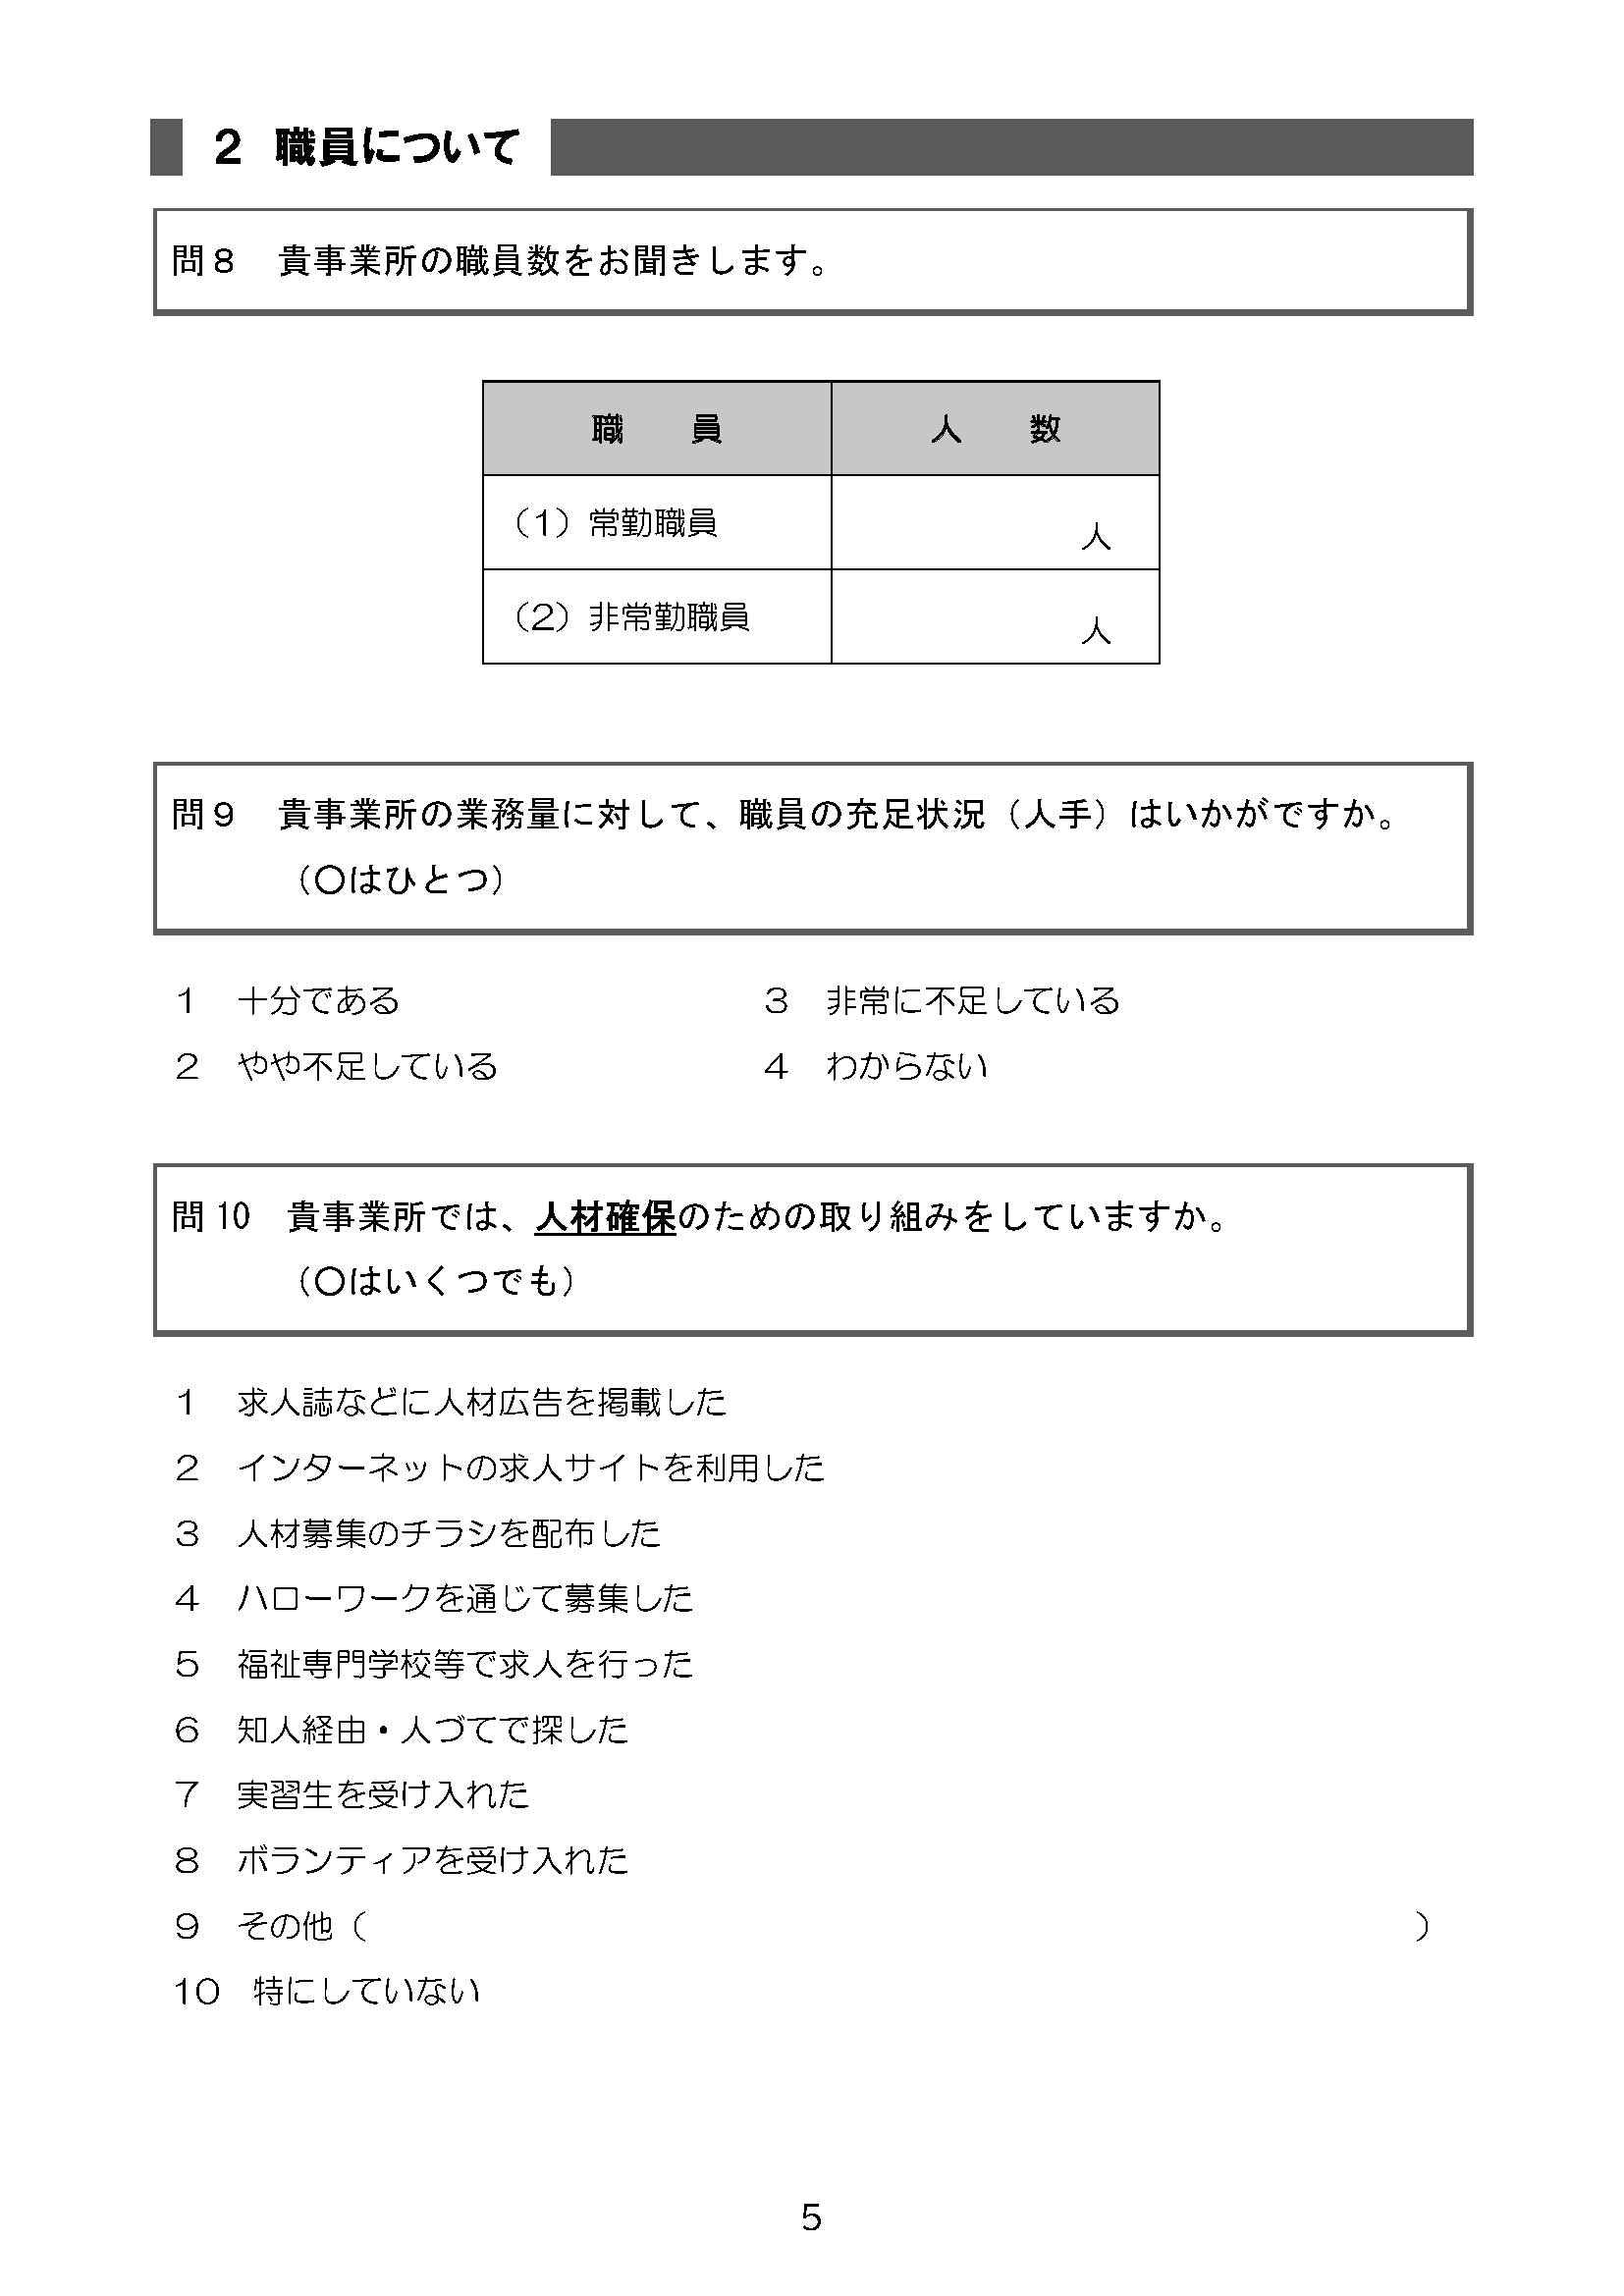 2 職員について
問8 貴事業所の職員数をお聞きします。
職 員 人 数
（1）常勤職員 人
（2）非常勤職員 人
問9 貴事業所の業務量に対して、職員の充足状況（人手）はいかがですか。
（〇はひとつ）
1 十分である 3 非常に不足している
2 やや不足している 4 わからない
問10 貴事業所では、人材確保のための取り組みをしていますか。
（〇はいくつでも）
1 求人誌などに人材広告を掲載した
2 インターネットの求人サイトを利用した
3 人材募集のチラシを配布した
4 ハローワークを通じて募集した
5 福祉専門学校等で求人を行った
6 知人経由・人づてで探した
7 実習生を受け入れた
8 ボランティアを受け入れた
9 その他（ ）
10 特にしていない
5